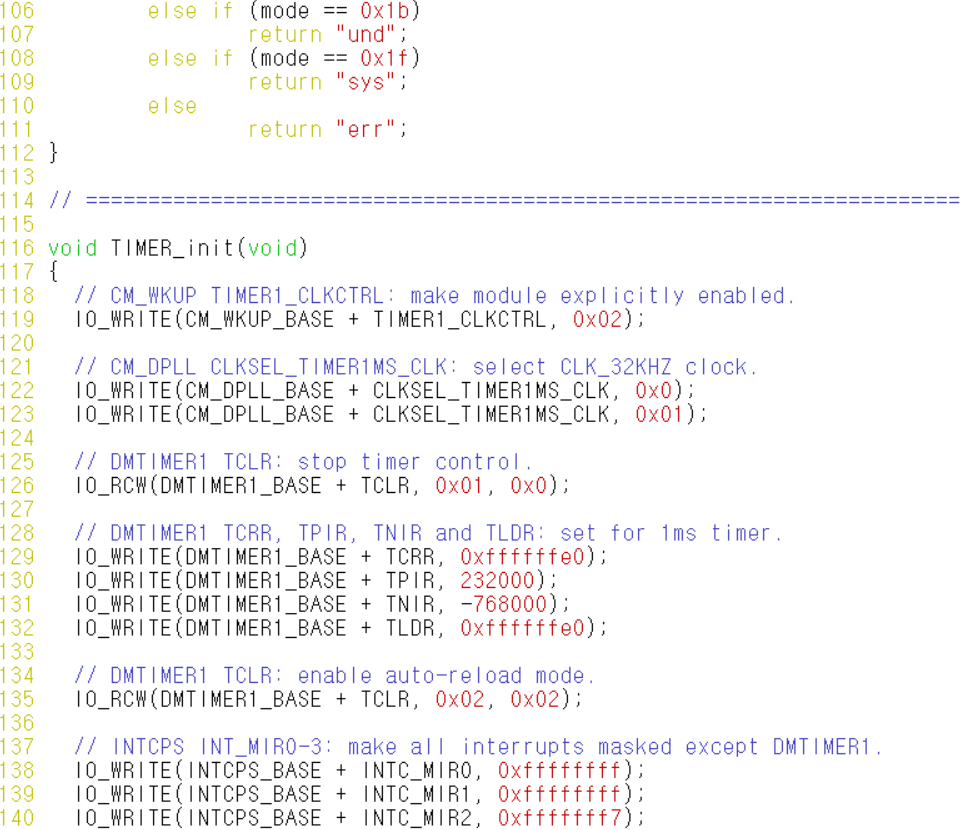 106         else if (mode == 0x1b)
107                 return "und";
108         else if (mode == 0x1f)
109                 return "sys";
110         else
111                 return "err";
112 }
113
114 // ======================================================================
115
116 void TIMER_init(void)
117 {
118   // CM_WKUP TIMER1_CLKCTRL: make module explicitly enabled.
119   IO_WRITE(CM_WKUP_BASE + TIMER1_CLKCTRL, 0x02);
120
121   // CM_DPLL CLKSEL_TIMER1MS_CLK: select CLK_32KHZ clock.
122   IO_WRITE(CM_DPLL_BASE + CLKSEL_TIMER1MS_CLK, 0x0);
123   IO_WRITE(CM_DPLL_BASE + CLKSEL_TIMER1MS_CLK, 0x01);
124
125   // DMTIMER1 TCLR: stop timer control.
126   IO_RCW(DMTIMER1_BASE + TCLR, 0x01, 0x0);
127
128   // DMTIMER1 TCRR, TPIR, TNIR and TLDR: set for 1ms timer.
129   IO_WRITE(DMTIMER1_BASE + TCRR, 0xffffffe0);
130   IO_WRITE(DMTIMER1_BASE + TPIR, 232000);
131   IO_WRITE(DMTIMER1_BASE + TNIR, -768000);
132   IO_WRITE(DMTIMER1_BASE + TLDR, 0xffffffe0);
133
134   // DMTIMER1 TCLR: enable auto-reload mode.
135   IO_RCW(DMTIMER1_BASE + TCLR, 0x02, 0x02);
136
137   // INTCPS INT_MIR0-3: make all interrupts masked except DMTIMER1.
138   IO_WRITE(INTCPS_BASE + INTC_MIR0, 0xffffffff);
139   IO_WRITE(INTCPS_BASE + INTC_MIR1, 0xffffffff);
140   IO_WRITE(INTCPS_BASE + INTC_MIR2, 0xfffffff7);